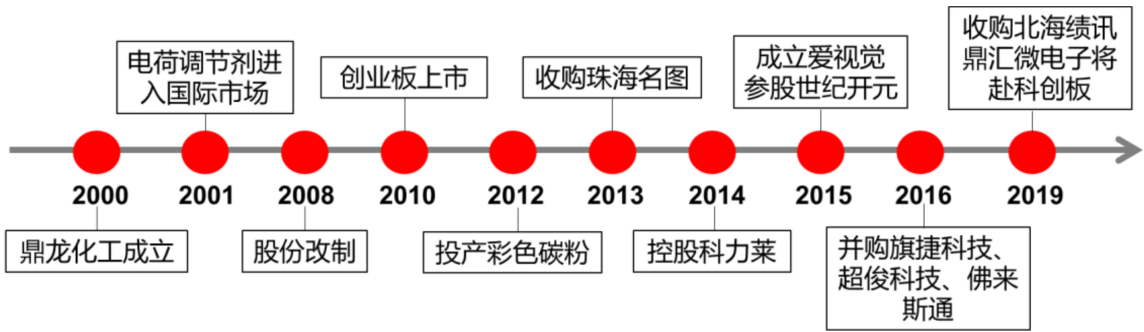 电荷调节剂进
入国际市场
创业板上市
收购珠海名图
成立爱视觉
参股世纪开元
收购北海绩讯
鼎汇微电子将
赴科创板
2000
2001
2008
2010
2012
2013
2014
2015
2016
2019
鼎龙化工成立
股份改制
投产彩色碳粉
控股科力莱
并购旗捷科技、
超俊科技、佛来
斯通